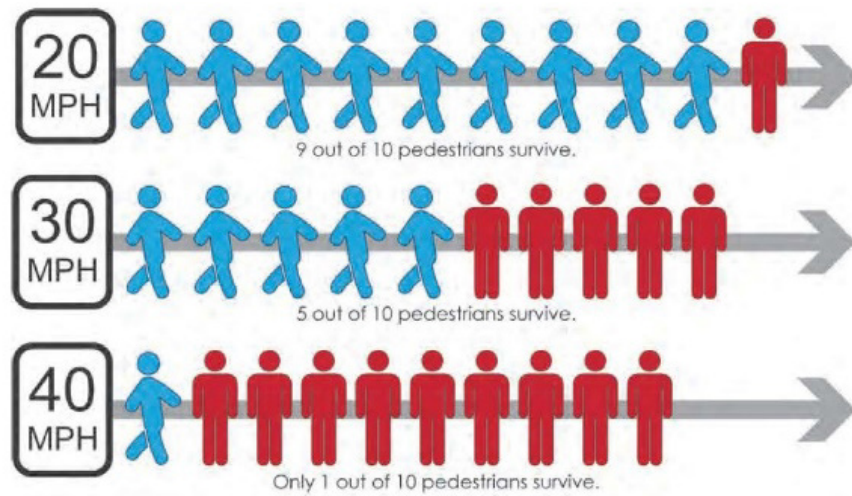 20
MPH
9 out of 10 pedestrians survive.
30
MPH
5 out of 10 pedestrians survive.
40
MPH
Only 1 out of 10 pedestrians survive.